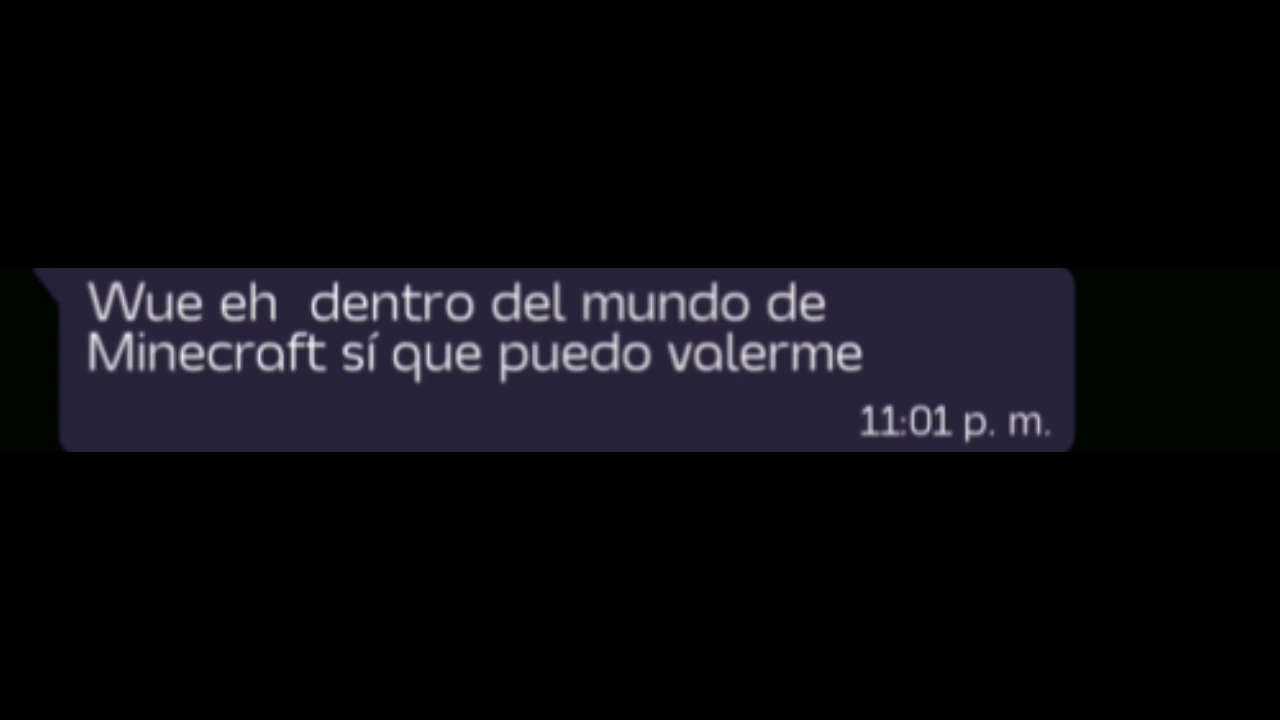 Wue eh  dentro del mundo de
Minecraft sí que puedo valerme
11:01 p. m.